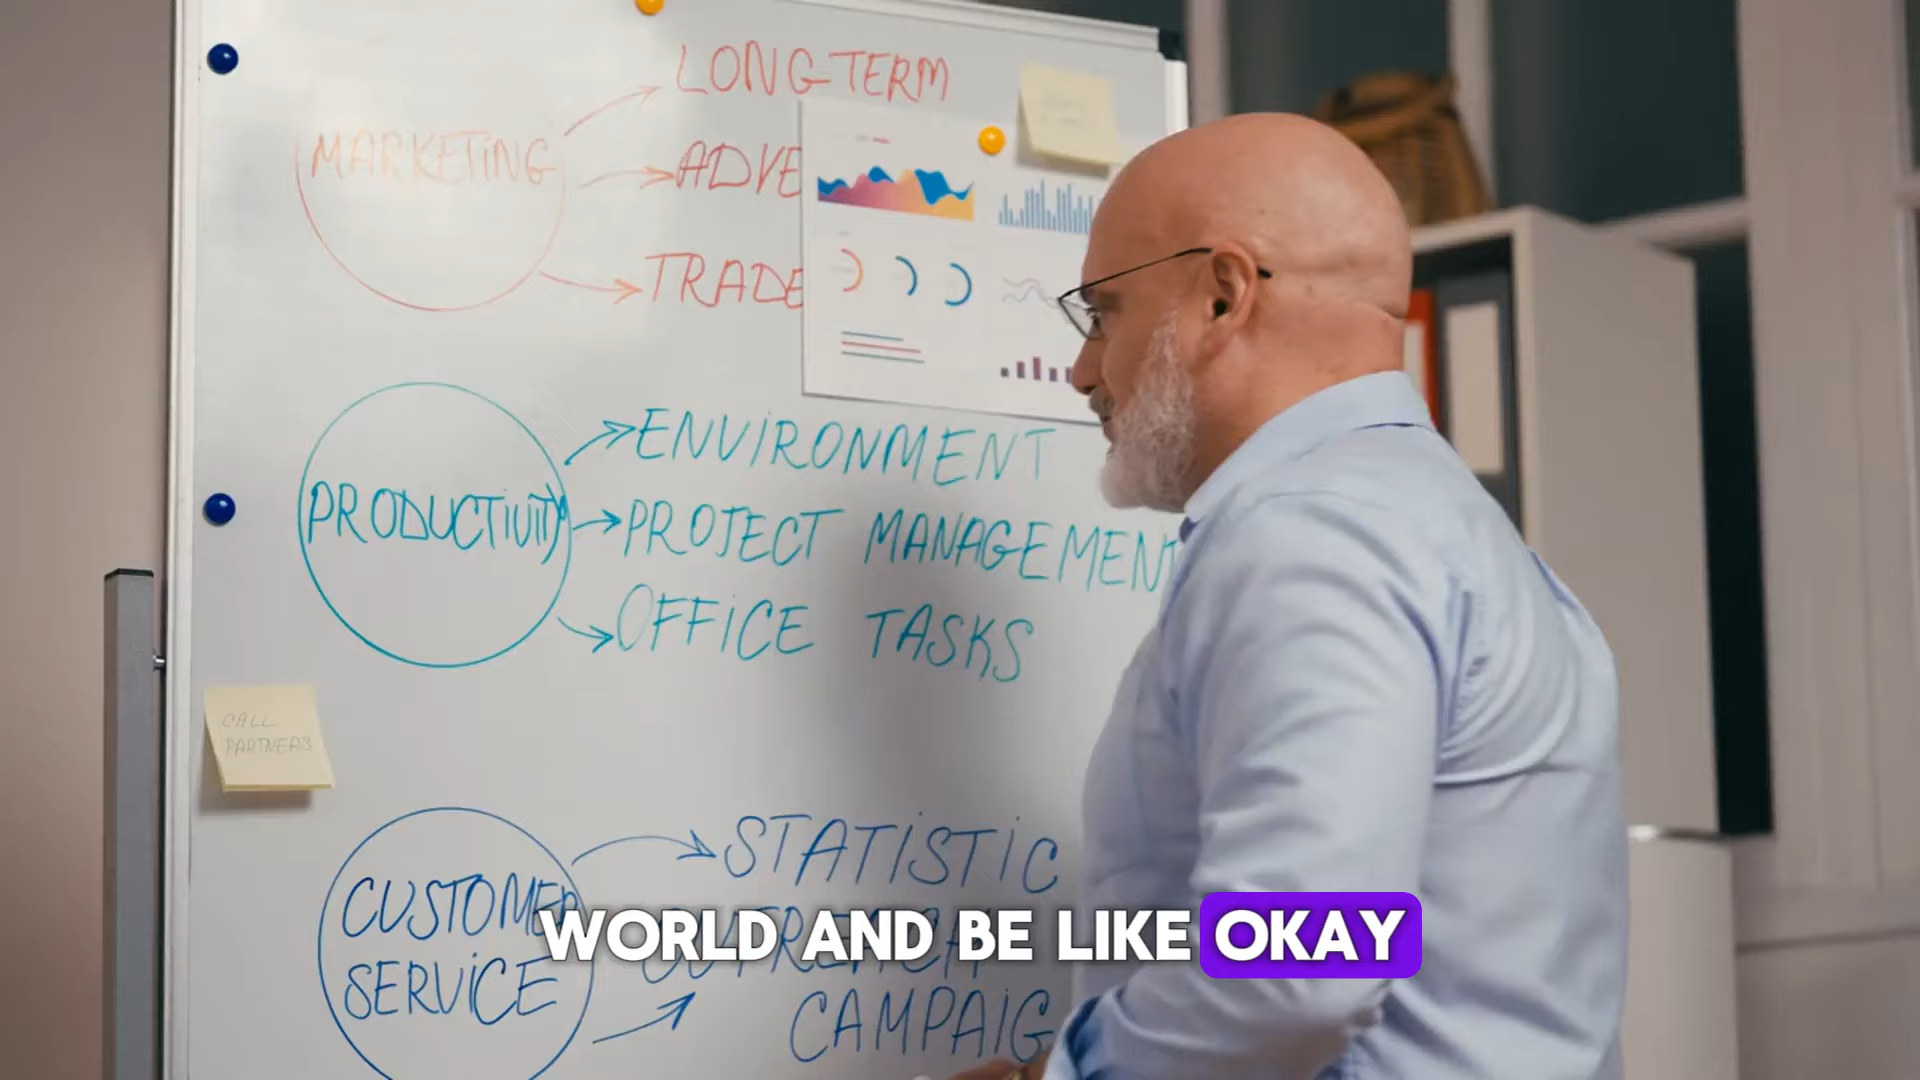 LONG-TERM
MARKETING
ADVE
TRADE
ENVIRONMENT
PRODUCTIVITY
PROJECT MANAGEMENT
OFFICE TASKS
CALL
PARTNERS
STATISTIC
CUSTOMER
SERVICE
OUTREACH
CAMPAIG
WORLD AND BE LIKE OKAY